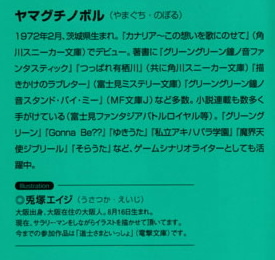 ヤマグチノボル（やまぐち・のぼる）
1972年2月、茨城県生まれ。『カナリア～この想いを歌にのせて』（角
川スニーカー文庫）でデビュー。著書に『グリーングリーン鐘ノ音ファ
ンタスティック』『つっぱれ有栖川』（共に角川スニーカー文庫）『描
きかけのラブレター』（富士見ミステリー文庫）『グリーングリーン鐘ノ
音スタンド・バイ・ミー』（MF文庫J）など多数。小説連載も数多く
手がけている（富士見ファンタジアバトルロイヤル等）。『グリーング
リーン』『Gonna Be??』『ゆきうた』『私立アキハバラ学園』『魔界天
使ジブリール』『そらうた』など、ゲームシナリオライターとしても活
躍中。
Illustration
◎兎塚エイジ（うさつか・えいじ）
大阪出身、大阪在住の大阪人。8月16日生まれ。
現在、サラリーマンをしながらイラストを描かせて頂いてます。
今までの参加作品は『道士さまといっしょ』（電撃文庫）です。